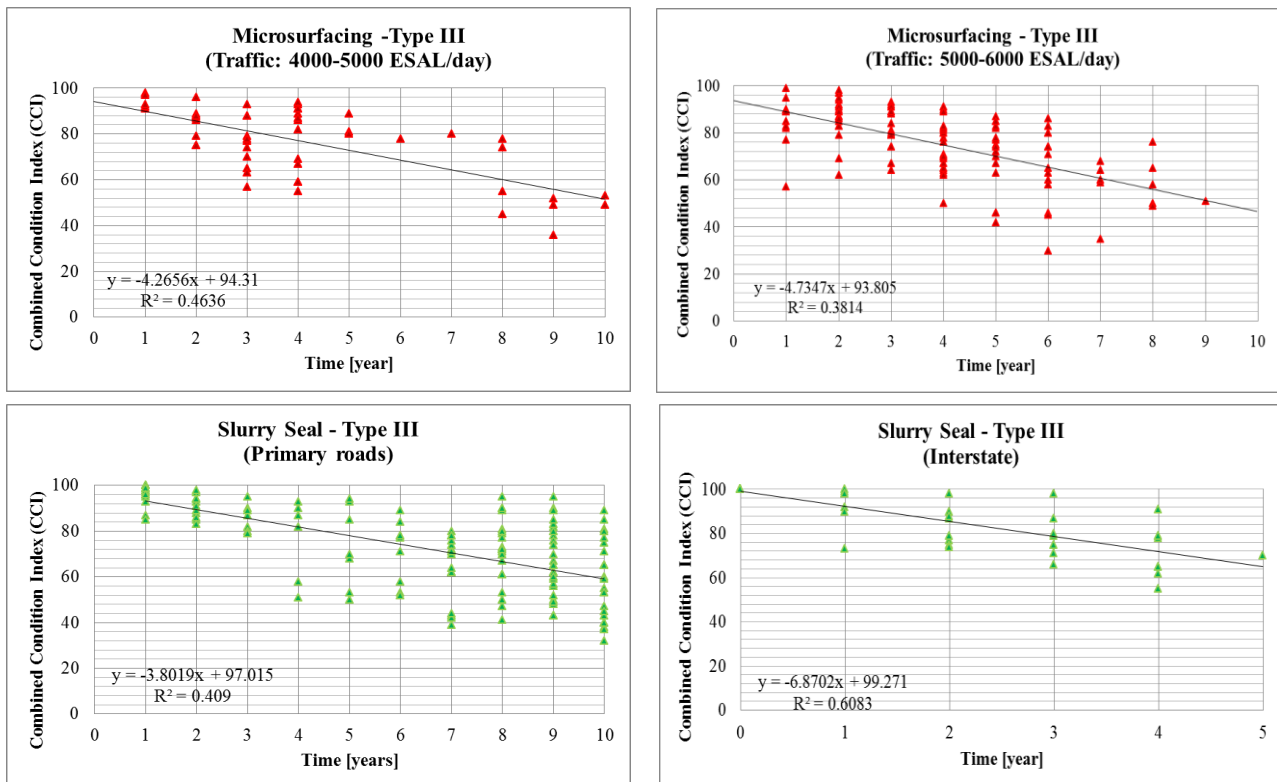 Microsurfacing -Type III
(Traffic: 4000-5000 ESAL/day)
Combined Condition Index (CCI)
100
80
60
40
20
0
y = -4.2656x + 94.31
R² = 0.4636
0 1 2 3 4 5 6 7 8 9 10
Time [year]
Microsurfacing - Type III
(Traffic: 5000-6000 ESAL/day)
Combined Condition Index (CCI)
100
80
60
40
20
0
y = -4.7347x + 93.805
R² = 0.3814
0 1 2 3 4 5 6 7 8 9 10
Time [year]
Slurry Seal - Type III
(Primary roads)
Combined Condition Index (CCI)
100
80
60
40
20
0
y = -3.8019x + 97.015
R² = 0.409
0 1 2 3 4 5 6 7 8 9 10
Time [years]
Slurry Seal - Type III
(Interstate)
Combined Condition Index (CCI)
100
80
60
40
20
0
y = -6.8702x + 99.271
R² = 0.6083
0 1 2 3 4 5
Time [year]